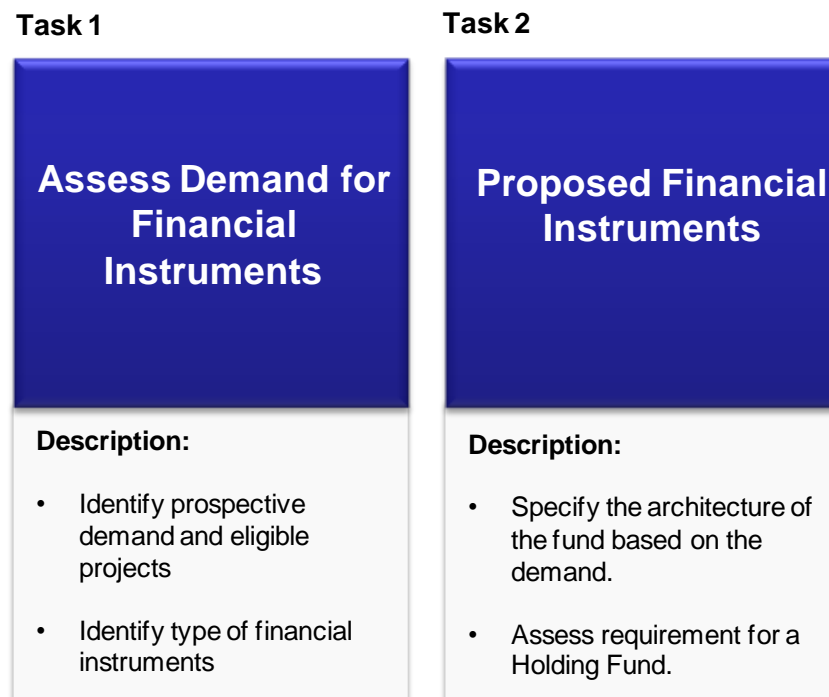 Task 1
Assess Demand for
Financial
Instruments
Description:
• Identify prospective
demand and eligible
projects
• Identify type of financial
instruments
Task 2
Proposed Financial
Instruments
Description:
• Specify the architecture of
the fund based on the
demand.
• Assess requirement for a
Holding Fund.